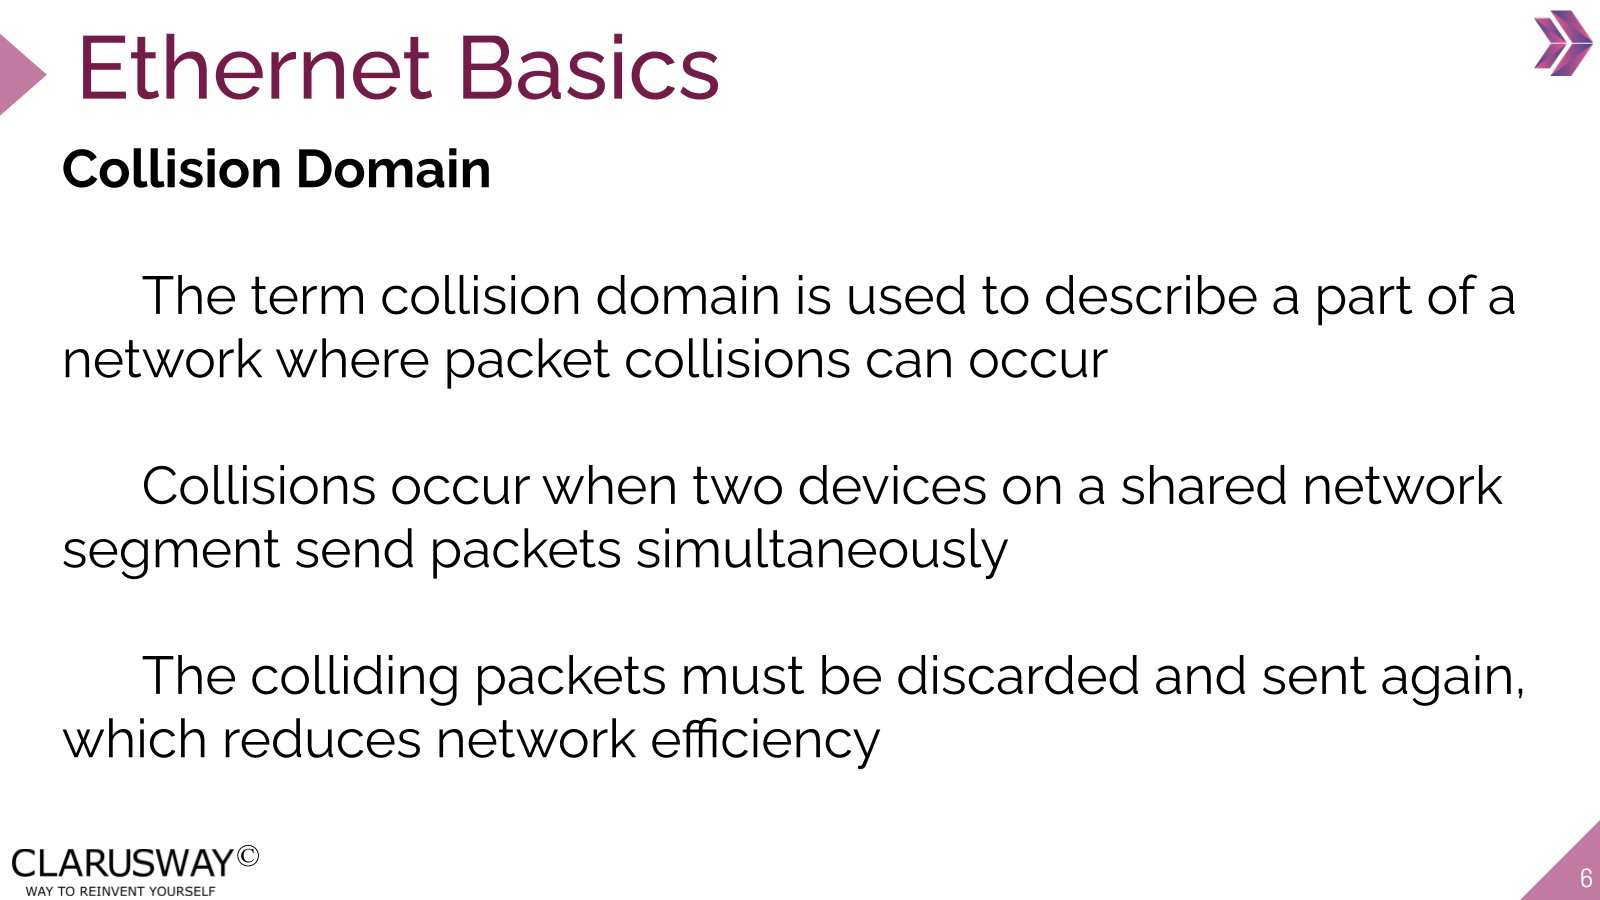 Ethernet Basics
Collision Domain
The term collision domain is used to describe a part of a
network where packet collisions can occur
Collisions occur when two devices on a shared network
segment send packets simultaneously
The colliding packets must be discarded and sent again,
which reduces network efficiency
CLARUSWAY©
WAY TO REINVENT YOURSELF
6